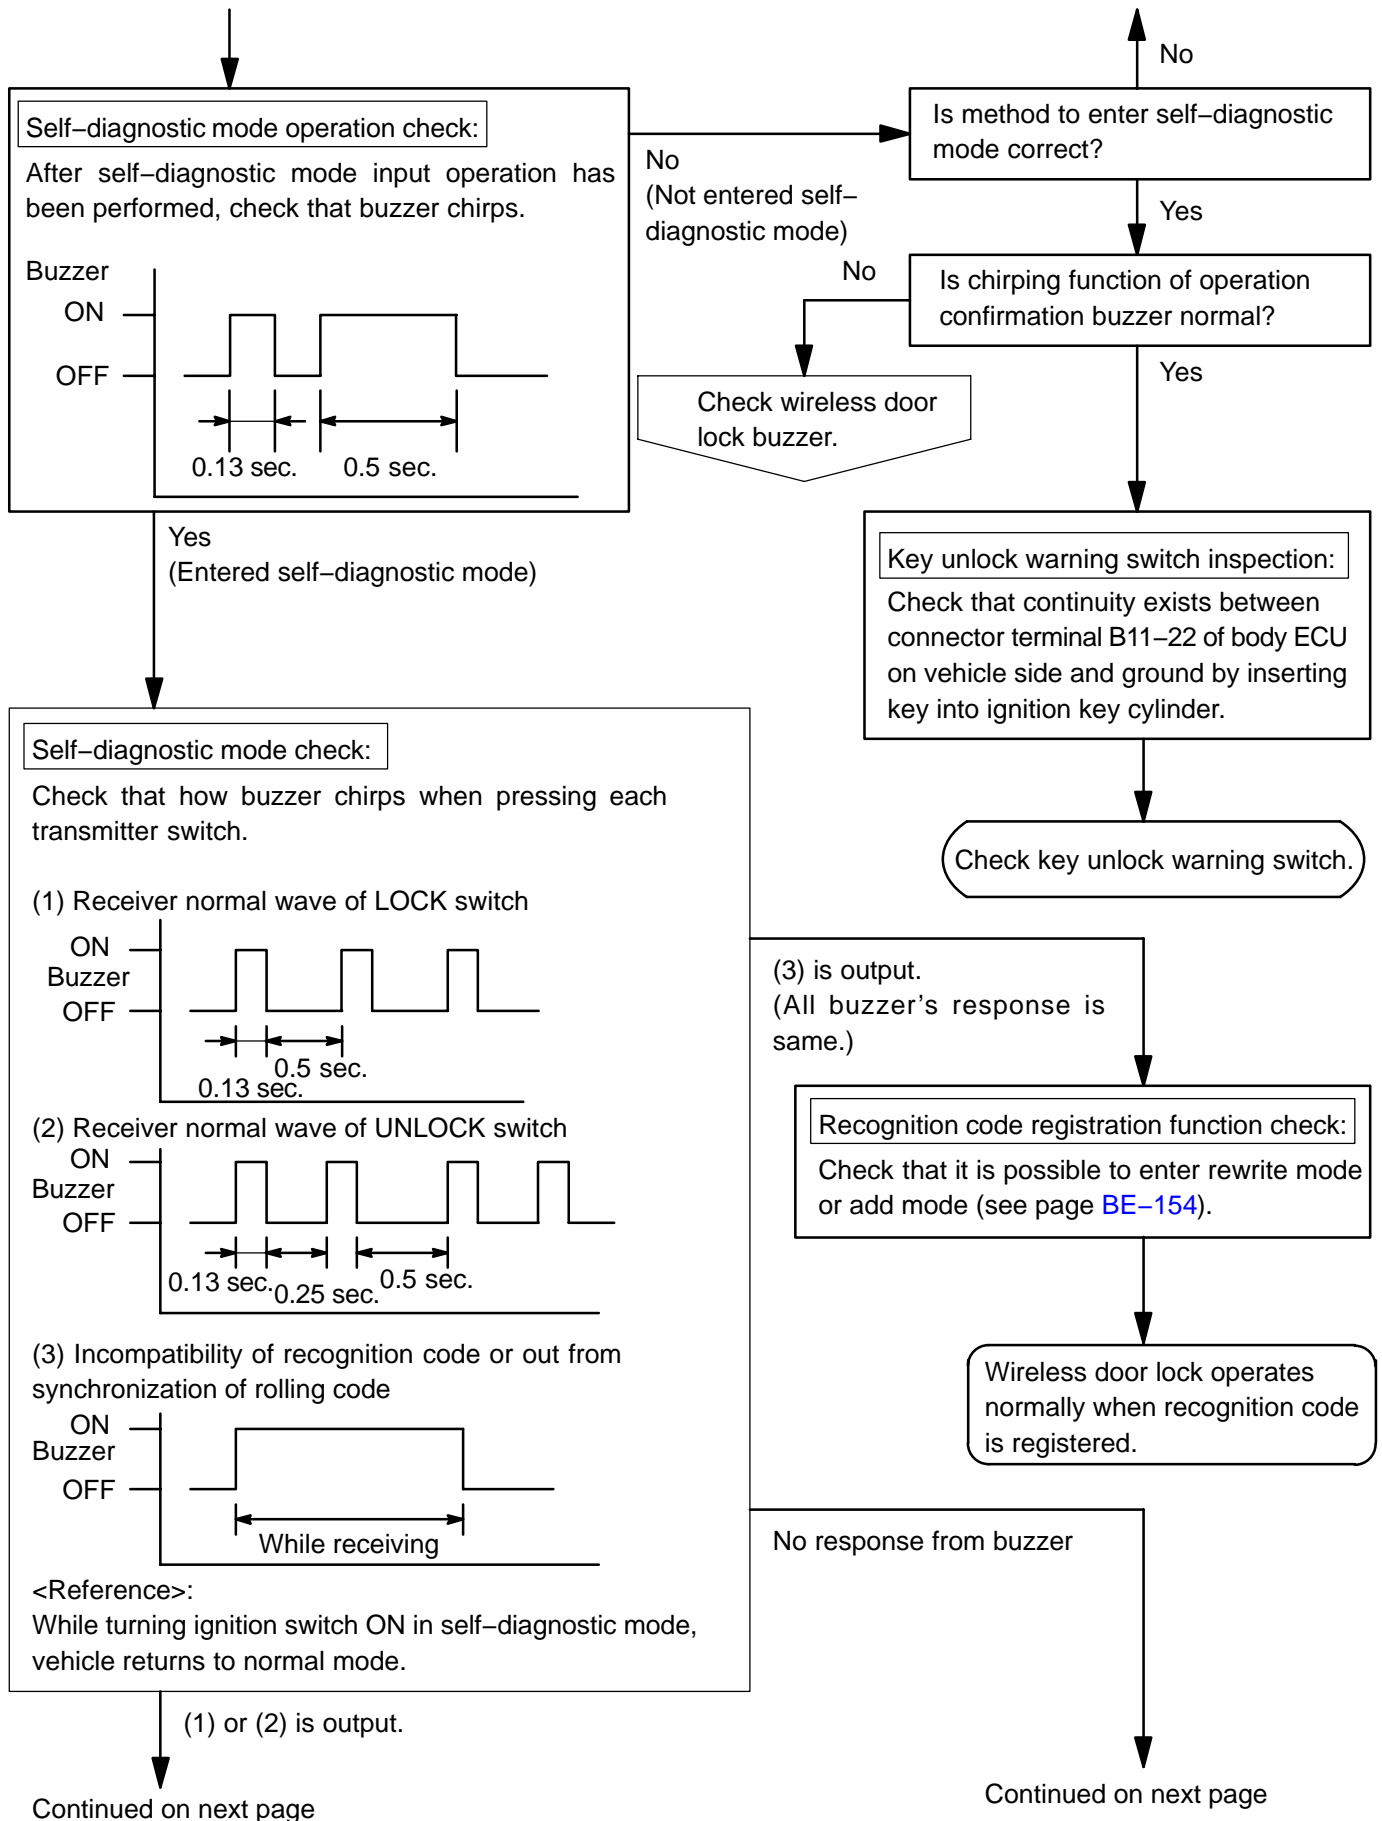 No
Self−diagnostic mode operation check:
After self−diagnostic mode input operation has
been performed, check that buzzer chirps.
Buzzer
ON
OFF
0.13 sec.
0.5 sec.
No
(Not entered self−
diagnostic mode)
Is method to enter self−diagnostic
mode correct?
Yes
No
Is chirping function of operation
confirmation buzzer normal?
Yes
Check wireless door
lock buzzer.
Yes
(Entered self−diagnostic mode)
Key unlock warning switch inspection:
Check that continuity exists between
connector terminal B11−22 of body ECU
on vehicle side and ground by inserting
key into ignition key cylinder.
Check key unlock warning switch.
Self−diagnostic mode check:
Check that how buzzer chirps when pressing each
transmitter switch.
(1) Receiver normal wave of LOCK switch
ON
Buzzer
OFF
0.5 sec.
0.13 sec.
(2) Receiver normal wave of UNLOCK switch
ON
Buzzer
OFF
0.13 sec.
0.25 sec.
0.5 sec.
(3) Incompatibility of recognition code or out from
synchronization of rolling code
ON
Buzzer
OFF
While receiving
<Reference>:
While turning ignition switch ON in self−diagnostic mode,
vehicle returns to normal mode.
(3) is output.
(All buzzer's response is
same.)
Recognition code registration function check:
Check that it is possible to enter rewrite mode
or add mode (see page BE−154).
Wireless door lock operates
normally when recognition code
is registered.
No response from buzzer
(1) or (2) is output.
Continued on next page
Continued on next page